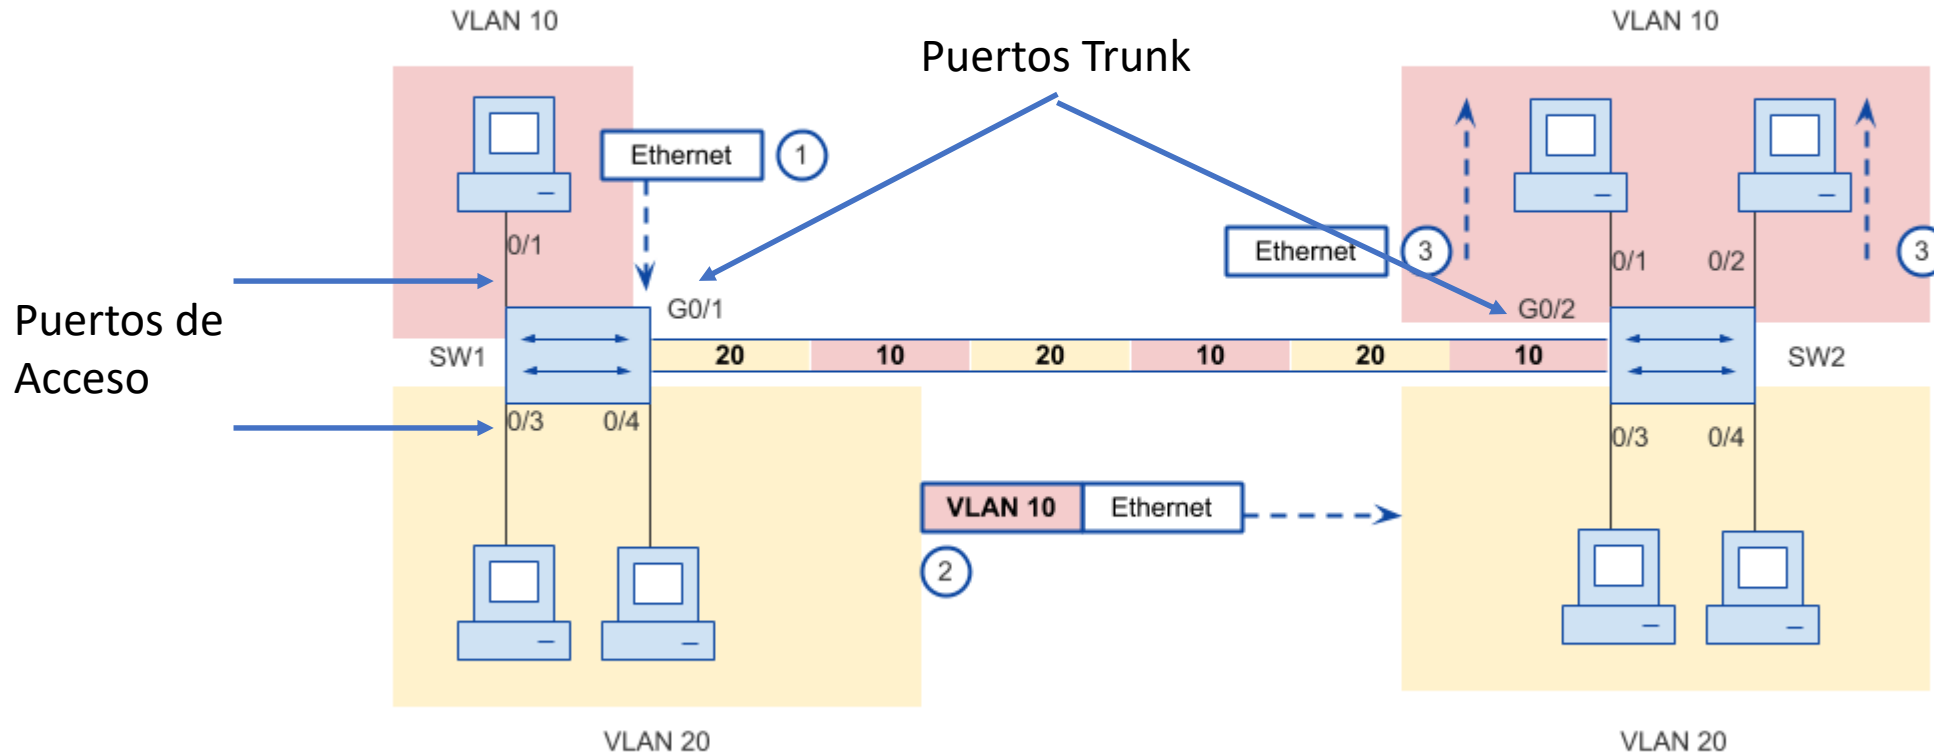 VLAN 10
VLAN 10
Puertos Trunk
Ethernet
1
Ethernet
3
3
0/1
0/1
0/2
G0/1
G0/2
Puertos de
Acceso
SW1
20
10
20
10
20
10
SW2
0/3
0/4
0/3
0/4
VLAN 10
Ethernet
2
VLAN 20
VLAN 20